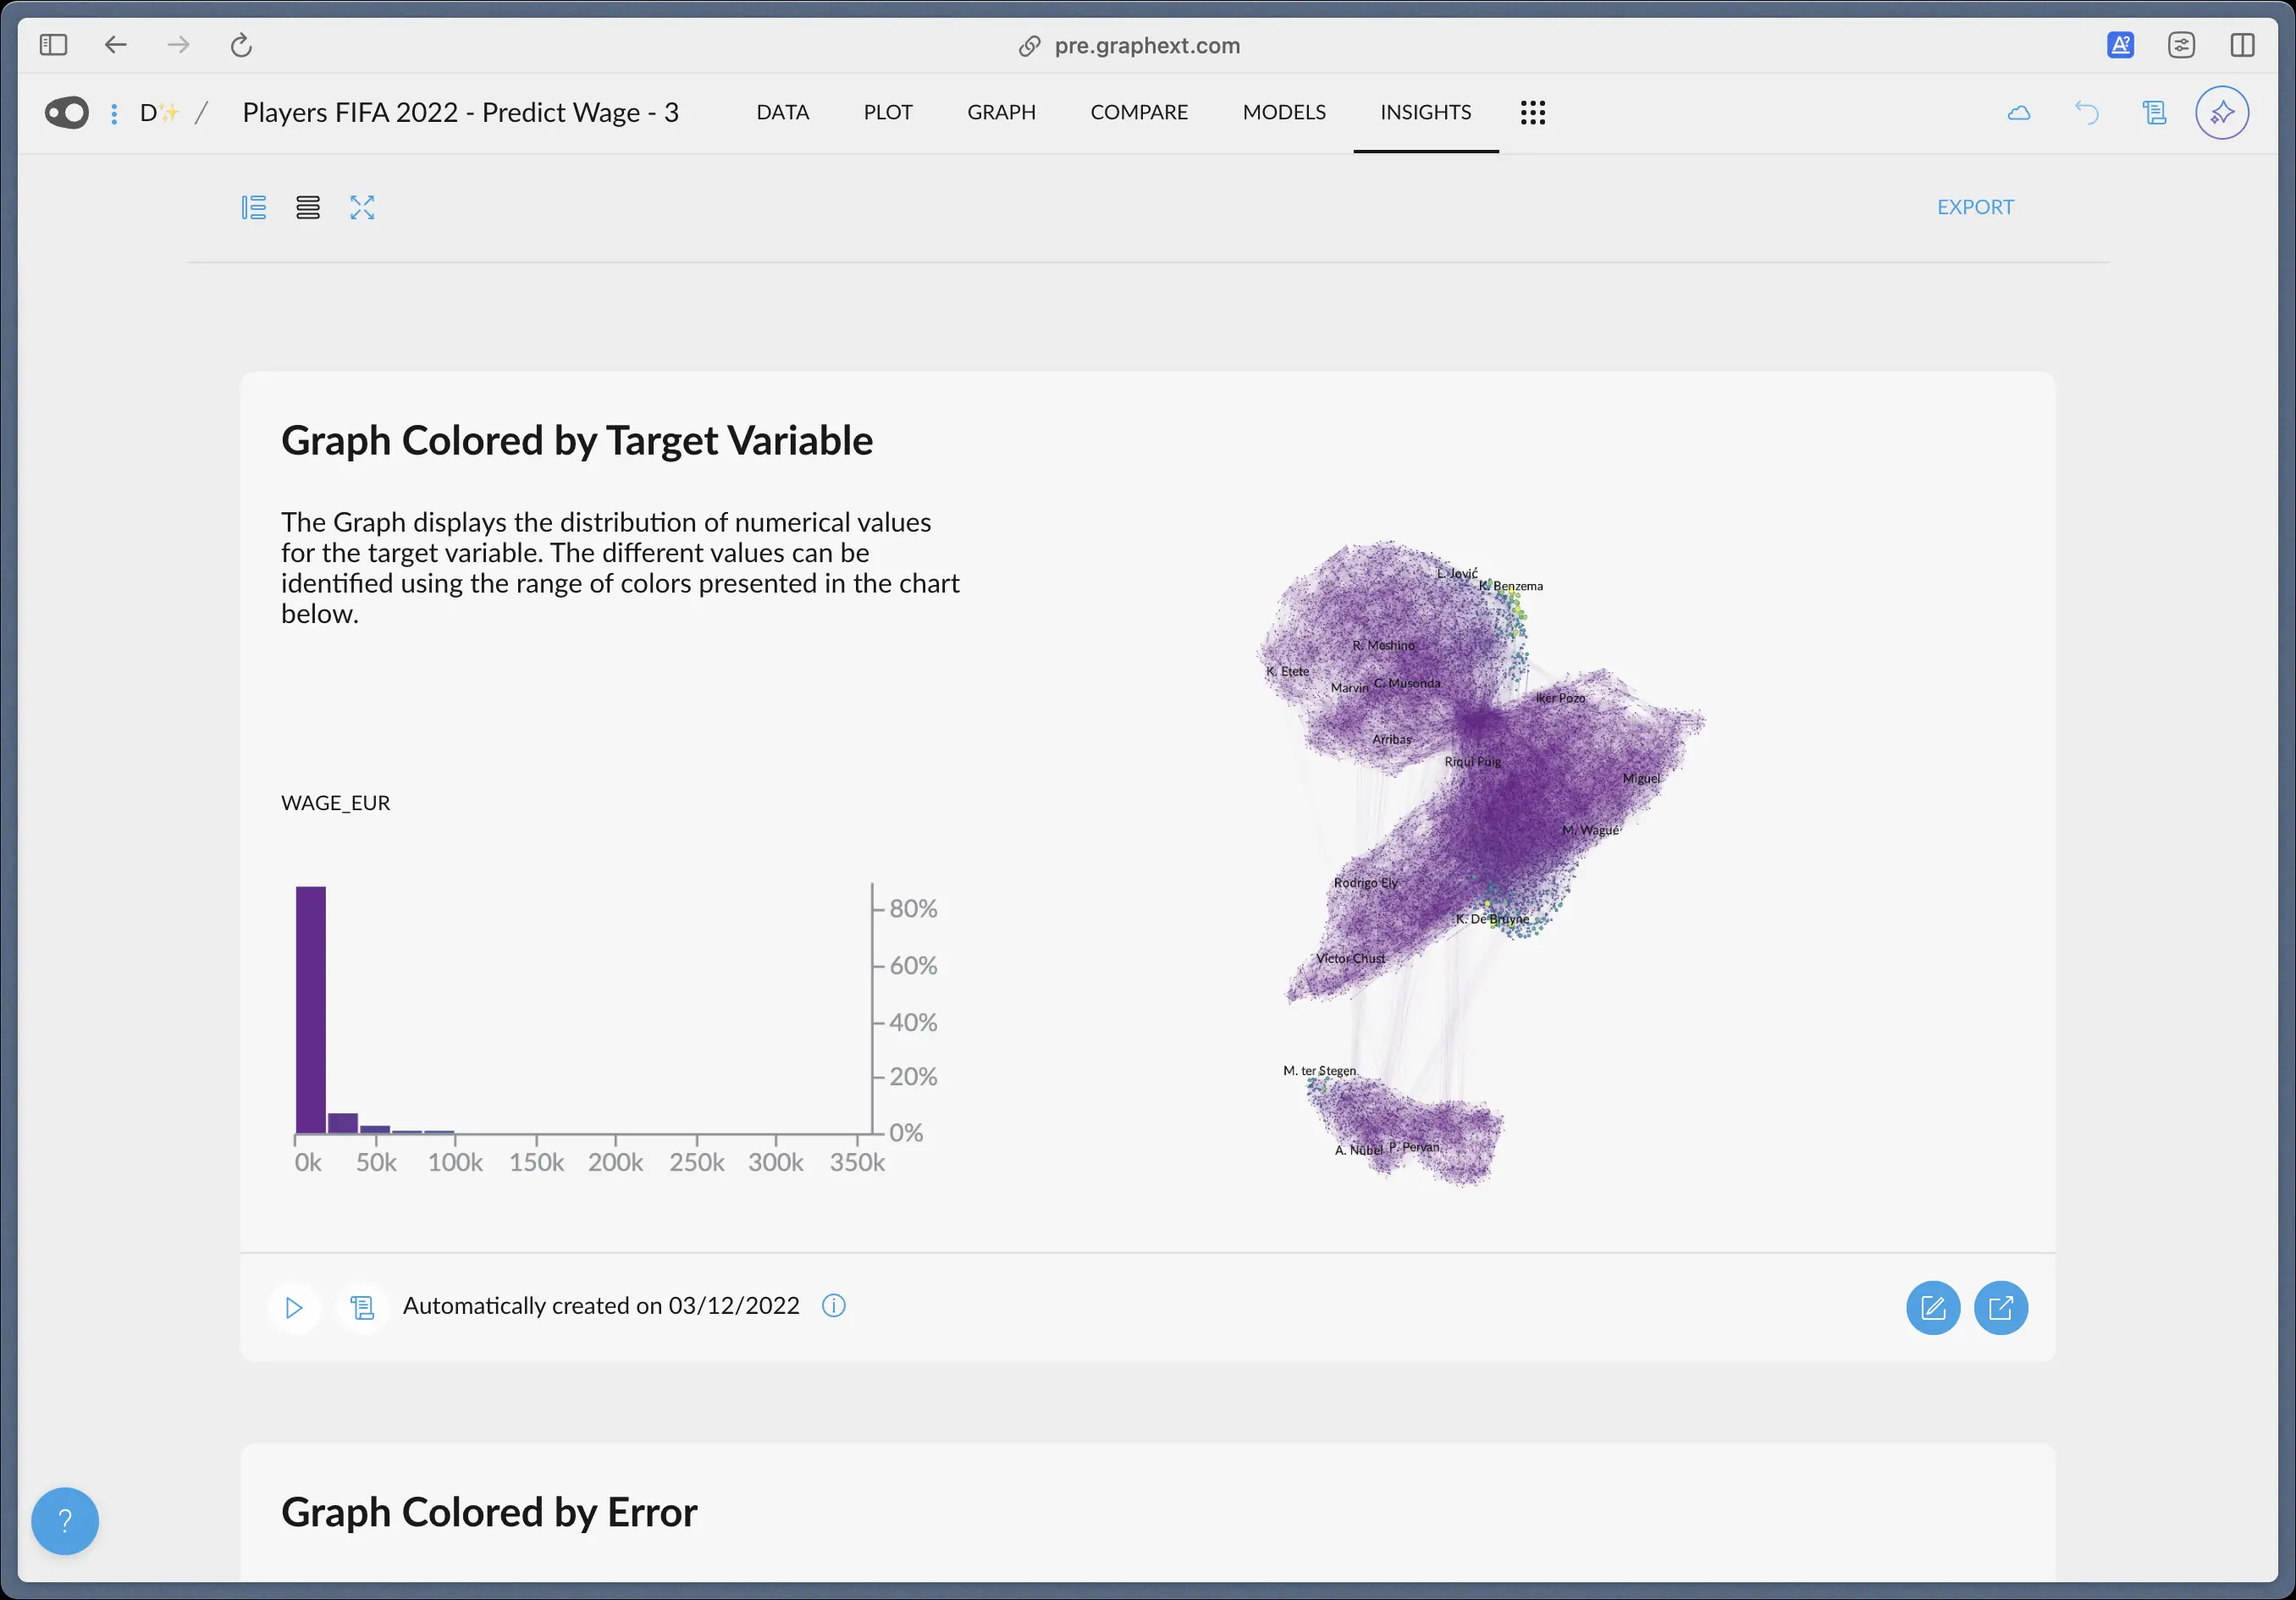 pre.graphext.com
D✨ / Players FIFA 2022 - Predict Wage - 3
DATA
PLOT
GRAPH
COMPARE
MODELS
INSIGHTS
EXPORT
Graph Colored by Target Variable
The Graph displays the distribution of numerical values
for the target variable. The different values can be
identified using the range of colors presented in the chart
below.
WAGE_EUR
80%
60%
40%
20%
0%
0k 50k 100k 150k 200k 250k 300k 350k
L. Jović
K. Benzema
R. Moshino
K. Etete
Marvin
C. Musonda
Iker Pozo
Arribas
Riqui Puig
Miguel
M. Wagué
Rodrigo Ely
K. De Bruyne
Víctor Chust
M. ter Stegen
A. Nübel
P. Pervan
Automatically created on 03/12/2022
Graph Colored by Error
?